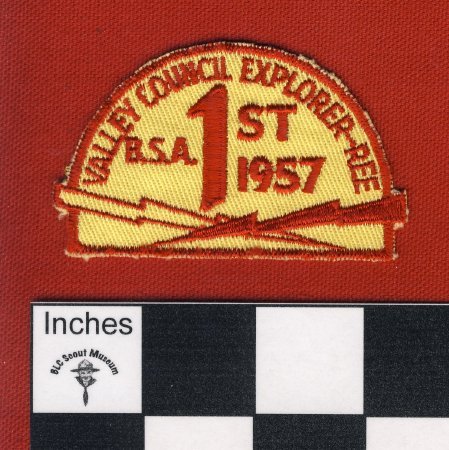 VALLEY COUNCIL EXPLORER-REE
B.S.A. 1ST
1957
Inches
BLC Scout Museum